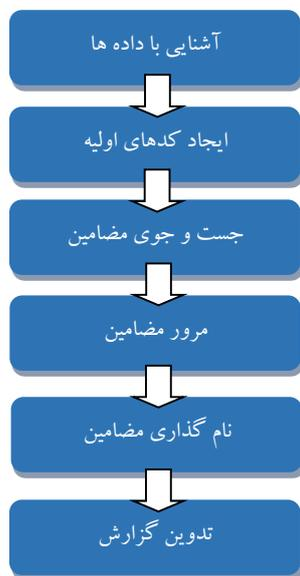 آشنایی با داده ها
ایجاد کدهای اولیه
جست و جوی مضامین
مرور مضامین
نام گذاری مضامین
تدوین گزارش